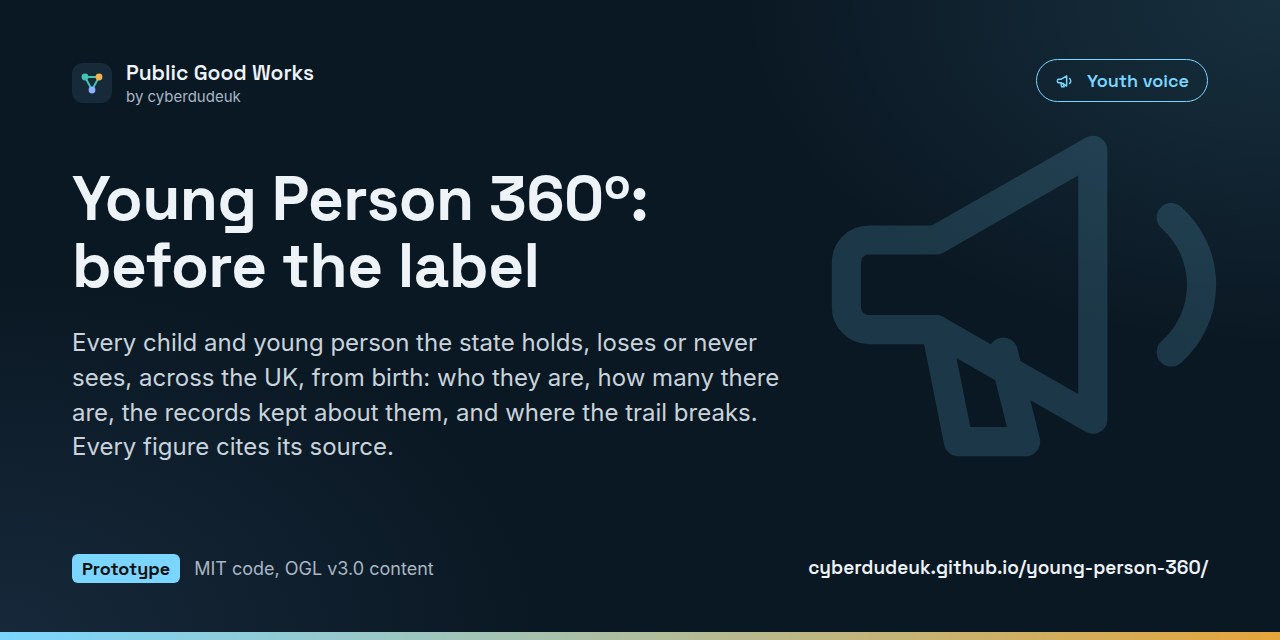 Public Good Works
by cyberdudeuk
Youth voice
Young Person 360º:
before the label
Every child and young person the state holds, loses or never
sees, across the UK, from birth: who they are, how many there
are, the records kept about them, and where the trail breaks.
Every figure cites its source.
Prototype
MIT code, OGL v3.0 content
cyberdudeuk.github.io/young-person-360/